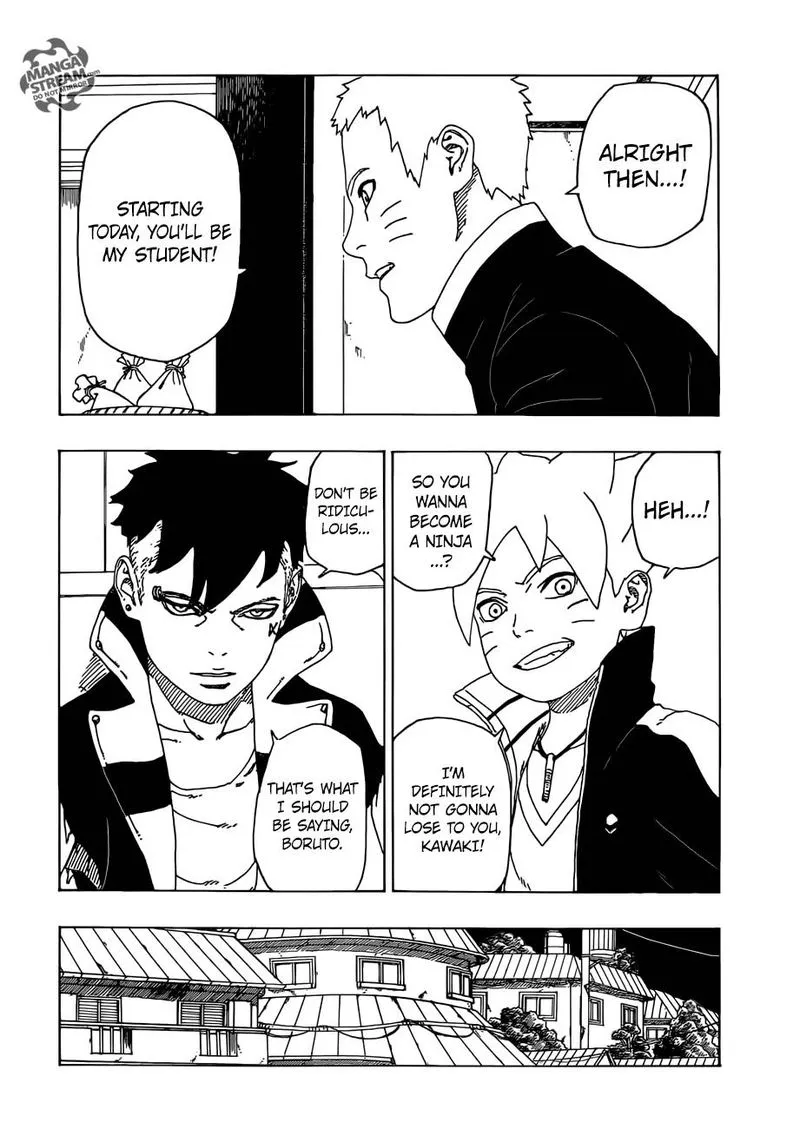 MANGA
STREAM.com
DO NOT MIRROR
ALRIGHT
THEN...!
STARTING
TODAY, YOU'LL BE
MY STUDENT!
HEH...!
SO YOU
WANNA
BECOME
A NINJA
...?
I'M
DEFINITELY
NOT GONNA
LOSE TO YOU,
KAWAKI!
DON'T BE
RIDICU-
LOUS...
THAT'S WHAT
I SHOULD
BE SAYING,
BORUTO.